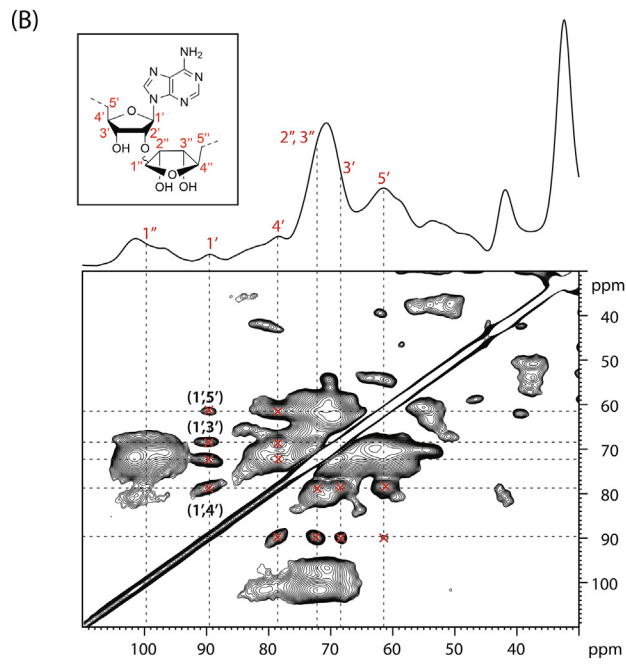 (B)
NH₂
N
N
N
N
5'
O
4'
1'
3'
2'
OH
O
2'' 3'' 5''
1''
O
4''
OH OH
1''
1'
4'
2'', 3''
3'
5'
ppm
40
50
60
70
80
90
100
(1',5')
(1',3')
(1',4')
100 90 80 70 60 50 40 ppm